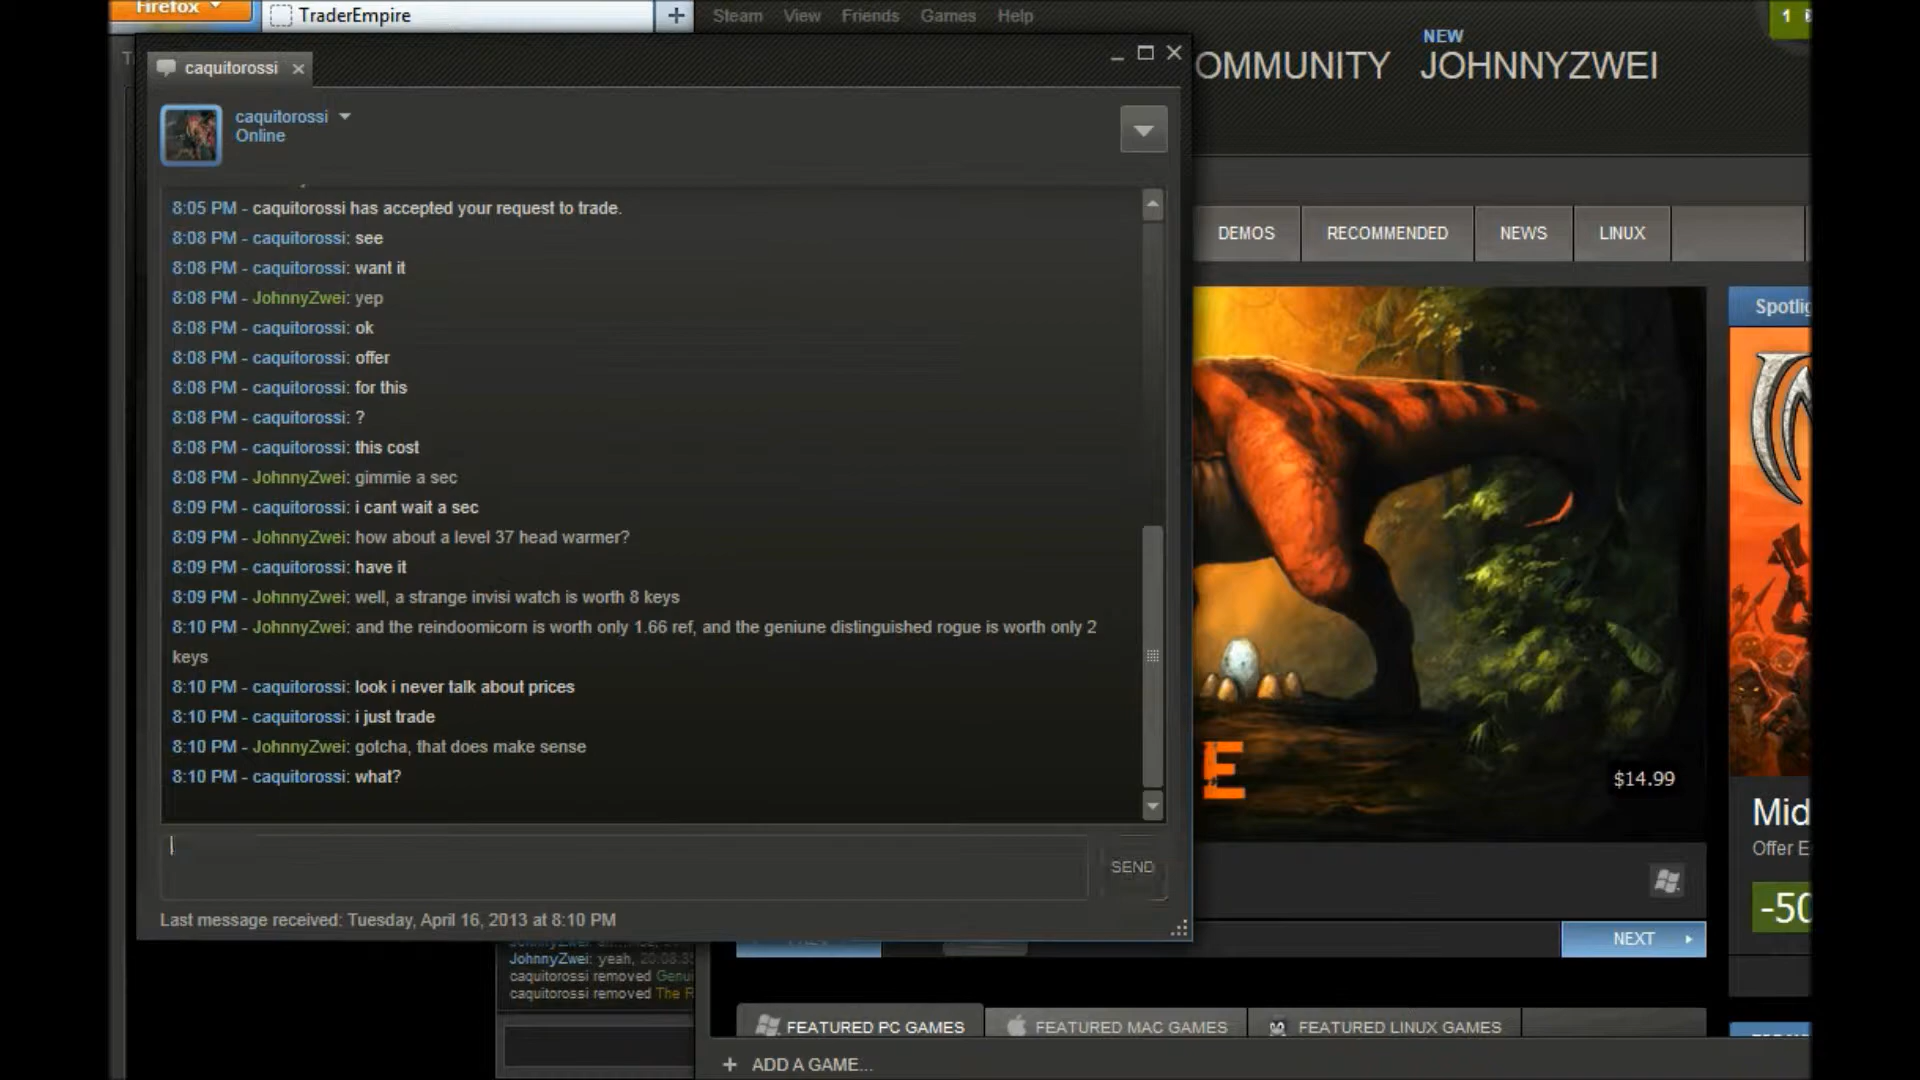 Firefox
TraderEmpire
Steam View Friends Games Help
1
caquitorossi
COMMUNITY
NEW
JOHNNYZWEI
caquitorossi
Online
8:05 PM - caquitorossi has accepted your request to trade.
8:08 PM - caquitorossi: see
8:08 PM - caquitorossi: want it
8:08 PM - JohnnyZwei: yep
8:08 PM - caquitorossi: ok
8:08 PM - caquitorossi: offer
8:08 PM - caquitorossi: for this
8:08 PM - caquitorossi: ?
8:08 PM - caquitorossi: this cost
8:08 PM - JohnnyZwei: gimmie a sec
8:09 PM - caquitorossi: i cant wait a sec
8:09 PM - JohnnyZwei: how about a level 37 head warmer?
8:09 PM - caquitorossi: have it
8:09 PM - JohnnyZwei: well, a strange invisi watch is worth 8 keys
8:10 PM - JohnnyZwei: and the reindoomicorn is worth only 1.66 ref, and the geniune distinguished rogue is worth only 2
keys
8:10 PM - caquitorossi: look i never talk about prices
8:10 PM - caquitorossi: i just trade
8:10 PM - JohnnyZwei: gotcha, that does make sense
8:10 PM - caquitorossi: what?
SEND
Last message received: Tuesday, April 16, 2013 at 8:10 PM
DEMOS RECOMMENDED NEWS LINUX
Spotlig
E
$14.99
Mid
Offer E
-50
NEXT
JohnnyZwei: yeah, 20:08:35
caquitorossi removed Genui
caquitorossi removed The R
FEATURED PC GAMES FEATURED MAC GAMES FEATURED LINUX GAMES
+ ADD A GAME...